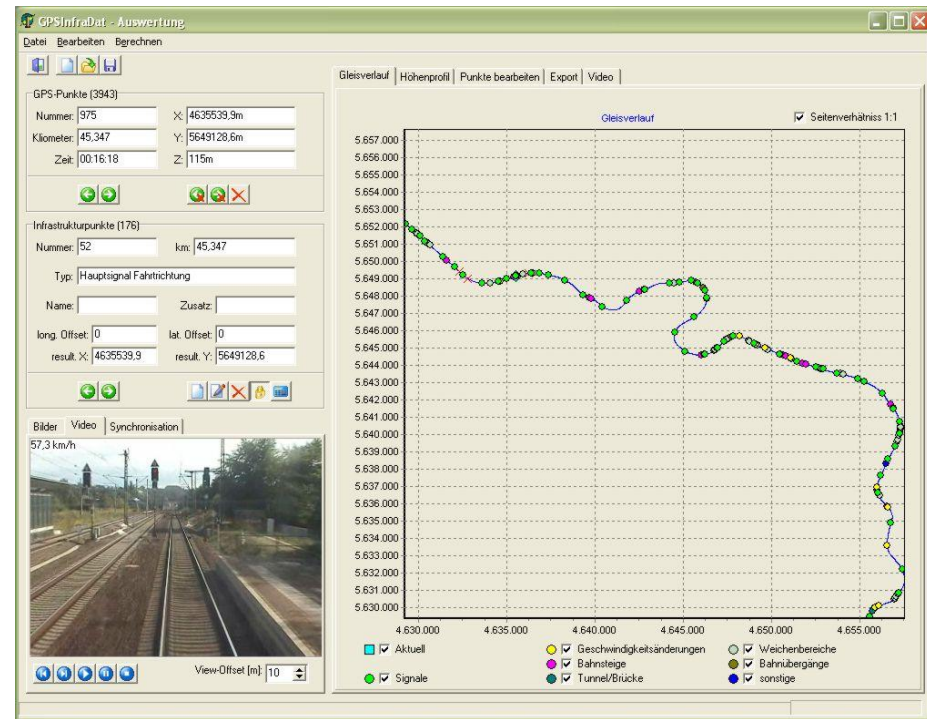 GPSInfraDat - Auswertung
Datei Bearbeiten Berechnen
GPS-Punkte (3943)
Nummer: 975 X: 4635539,9m
Kliometer: 45,347 Y: 5649128,6m
Zeit: 00:16:18 Z: 115m
Infrastrukturpunkte (176)
Nummer: 52 km: 45,347
Typ: Hauptsignal Fahrtrichtung
Name: Zusatz:
long. Offset: 0 lat. Offset: 0
result. X: 4635539,9 result. Y: 5649128,6
Bilder Video Synchronisation
57,3 km/h
View-Offset [m]: 10
Gleisverlauf Höhenprofil Punkte bearbeiten Export Video
Gleisverlauf
Seitenverhätniss 1:1
5.657.000
5.656.000
5.655.000
5.654.000
5.653.000
5.652.000
5.651.000
5.650.000
5.649.000
5.648.000
5.647.000
5.646.000
5.645.000
5.644.000
5.643.000
5.642.000
5.641.000
5.640.000
5.639.000
5.638.000
5.637.000
5.636.000
5.635.000
5.634.000
5.633.000
5.632.000
5.631.000
5.630.000
4.630.000 4.635.000 4.640.000 4.645.000 4.650.000 4.655.000
Aktuell Geschwindigkeitsänderungen Weichenbereiche
Bahnsteige Bahnübergänge
Signale Tunnel/Brücke sonstige